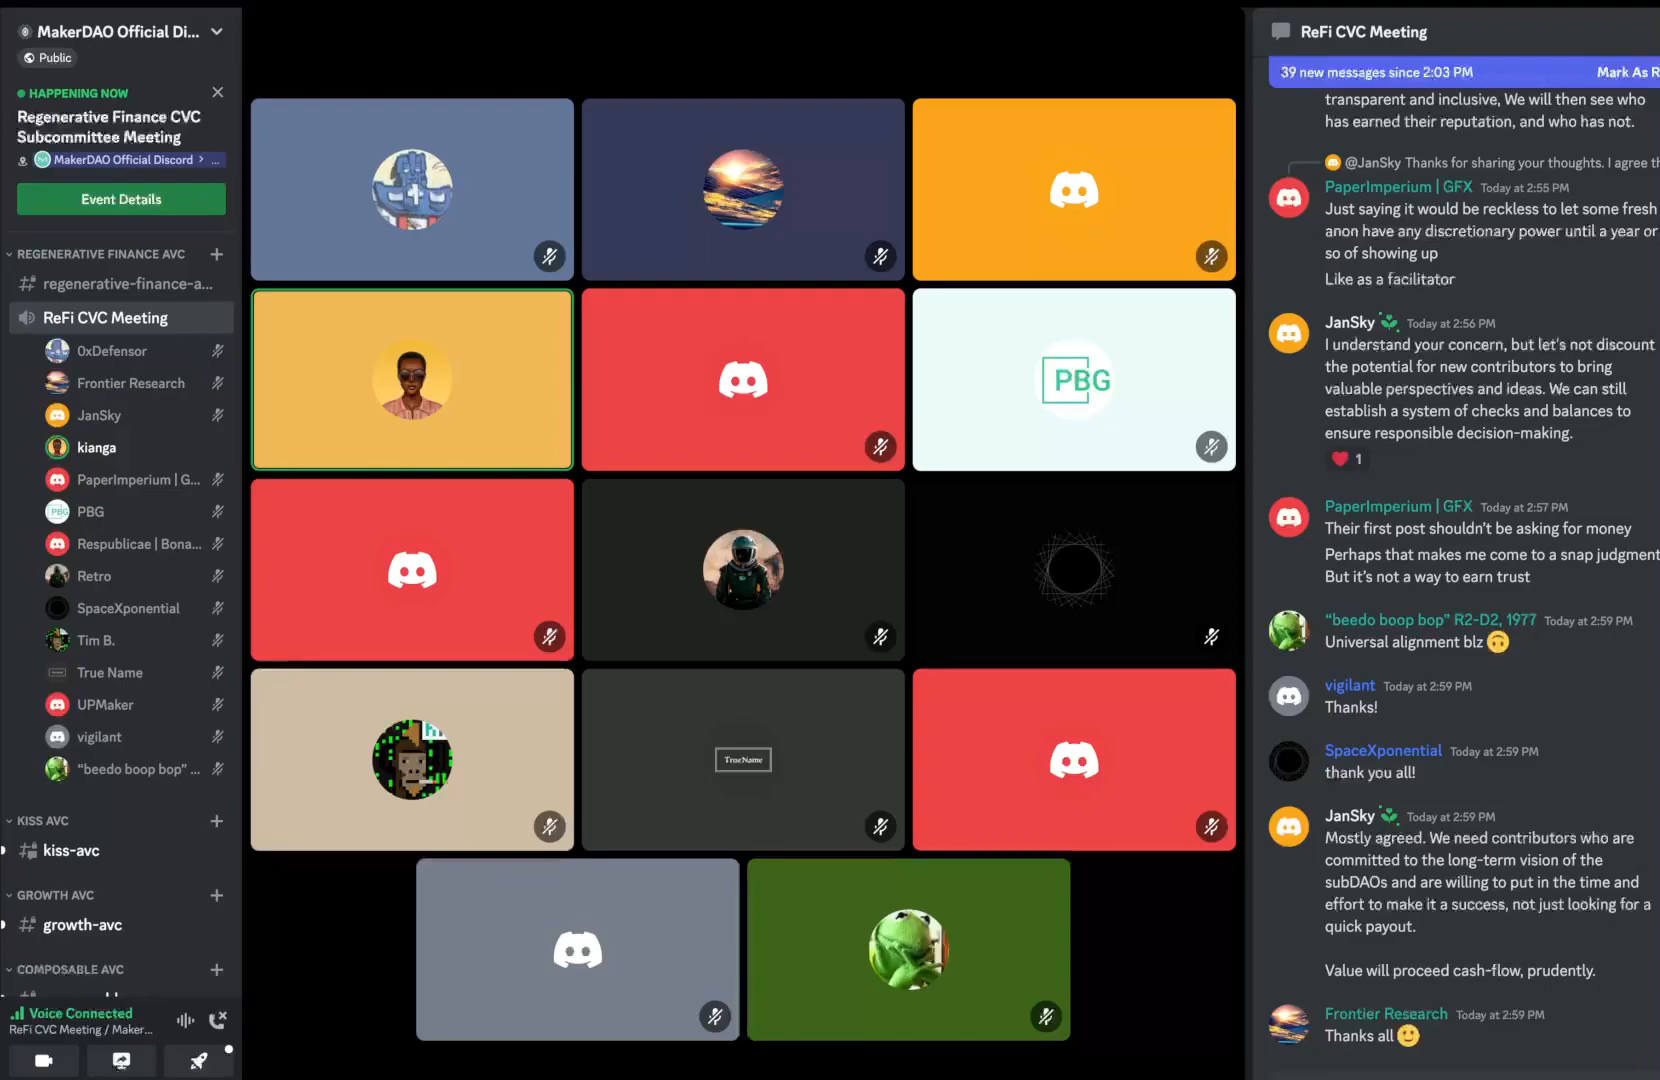 MakerDAO Official Di...
Public
HAPPENING NOW
Regenerative Finance CVC
Subcommittee Meeting
MakerDAO Official Discord > ...
Event Details
REGENERATIVE FINANCE AVC
regenerative-finance-a...
ReFi CVC Meeting
0xDefensor
Frontier Research
JanSky
kianga
PaperImperium | G...
PBG
Respublicae | Bona...
Retro
SpaceXponential
Tim B.
True Name
UPMaker
vigilant
"beedo boop bop" ...
KISS AVC
kiss-avc
GROWTH AVC
growth-avc
COMPOSABLE AVC
Voice Connected
ReFi CVC Meeting / Maker...
PBG
TrueName
ReFi CVC Meeting
39 new messages since 2:03 PM
Mark As R
transparent and inclusive, We will then see who
has earned their reputation, and who has not.
@JanSky Thanks for sharing your thoughts. I agree th
PaperImperium | GFX Today at 2:55 PM
Just saying it would be reckless to let some fresh
anon have any discretionary power until a year or
so of showing up
Like as a facilitator
JanSky Today at 2:56 PM
I understand your concern, but let's not discount
the potential for new contributors to bring
valuable perspectives and ideas. We can still
establish a system of checks and balances to
ensure responsible decision-making.
1
PaperImperium | GFX Today at 2:57 PM
Their first post shouldn't be asking for money
Perhaps that makes me come to a snap judgment
But it's not a way to earn trust
"beedo boop bop" R2-D2, 1977 Today at 2:59 PM
Universal alignment blz 🙃
vigilant Today at 2:59 PM
Thanks!
SpaceXponential Today at 2:59 PM
thank you all!
JanSky Today at 2:59 PM
Mostly agreed. We need contributors who are
committed to the long-term vision of the
subDAOs and are willing to put in the time and
effort to make it a success, not just looking for a
quick payout.
Value will proceed cash-flow, prudently.
Frontier Research Today at 2:59 PM
Thanks all 🙂